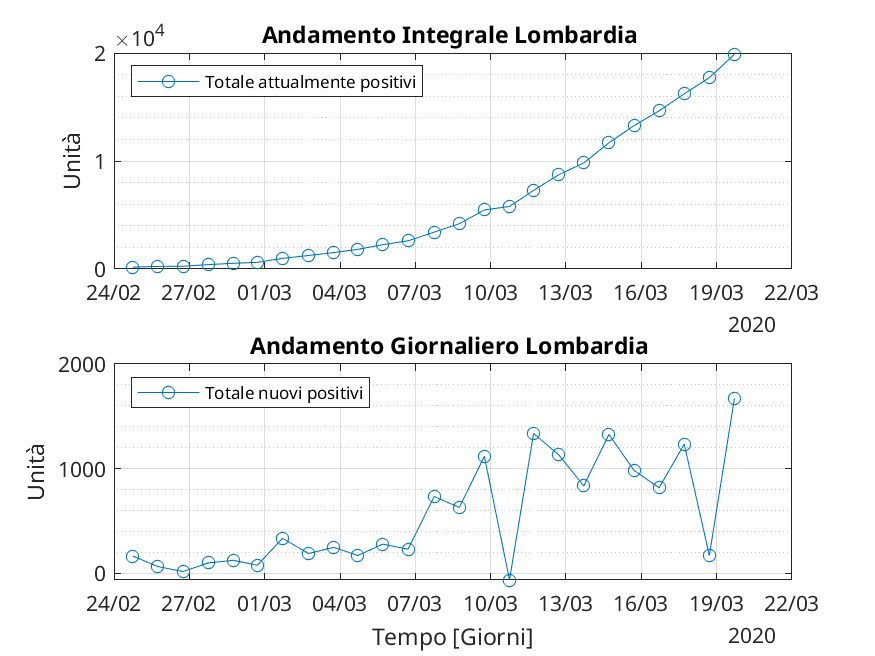 Andamento Integrale Lombardia
×10⁴
2
1
0
Unità
Totale attualmente positivi
24/02 27/02 01/03 04/03 07/03 10/03 13/03 16/03 19/03 22/03
2020
Andamento Giornaliero Lombardia
2000
1000
0
Unità
Totale nuovi positivi
24/02 27/02 01/03 04/03 07/03 10/03 13/03 16/03 19/03 22/03
Tempo [Giorni]
2020